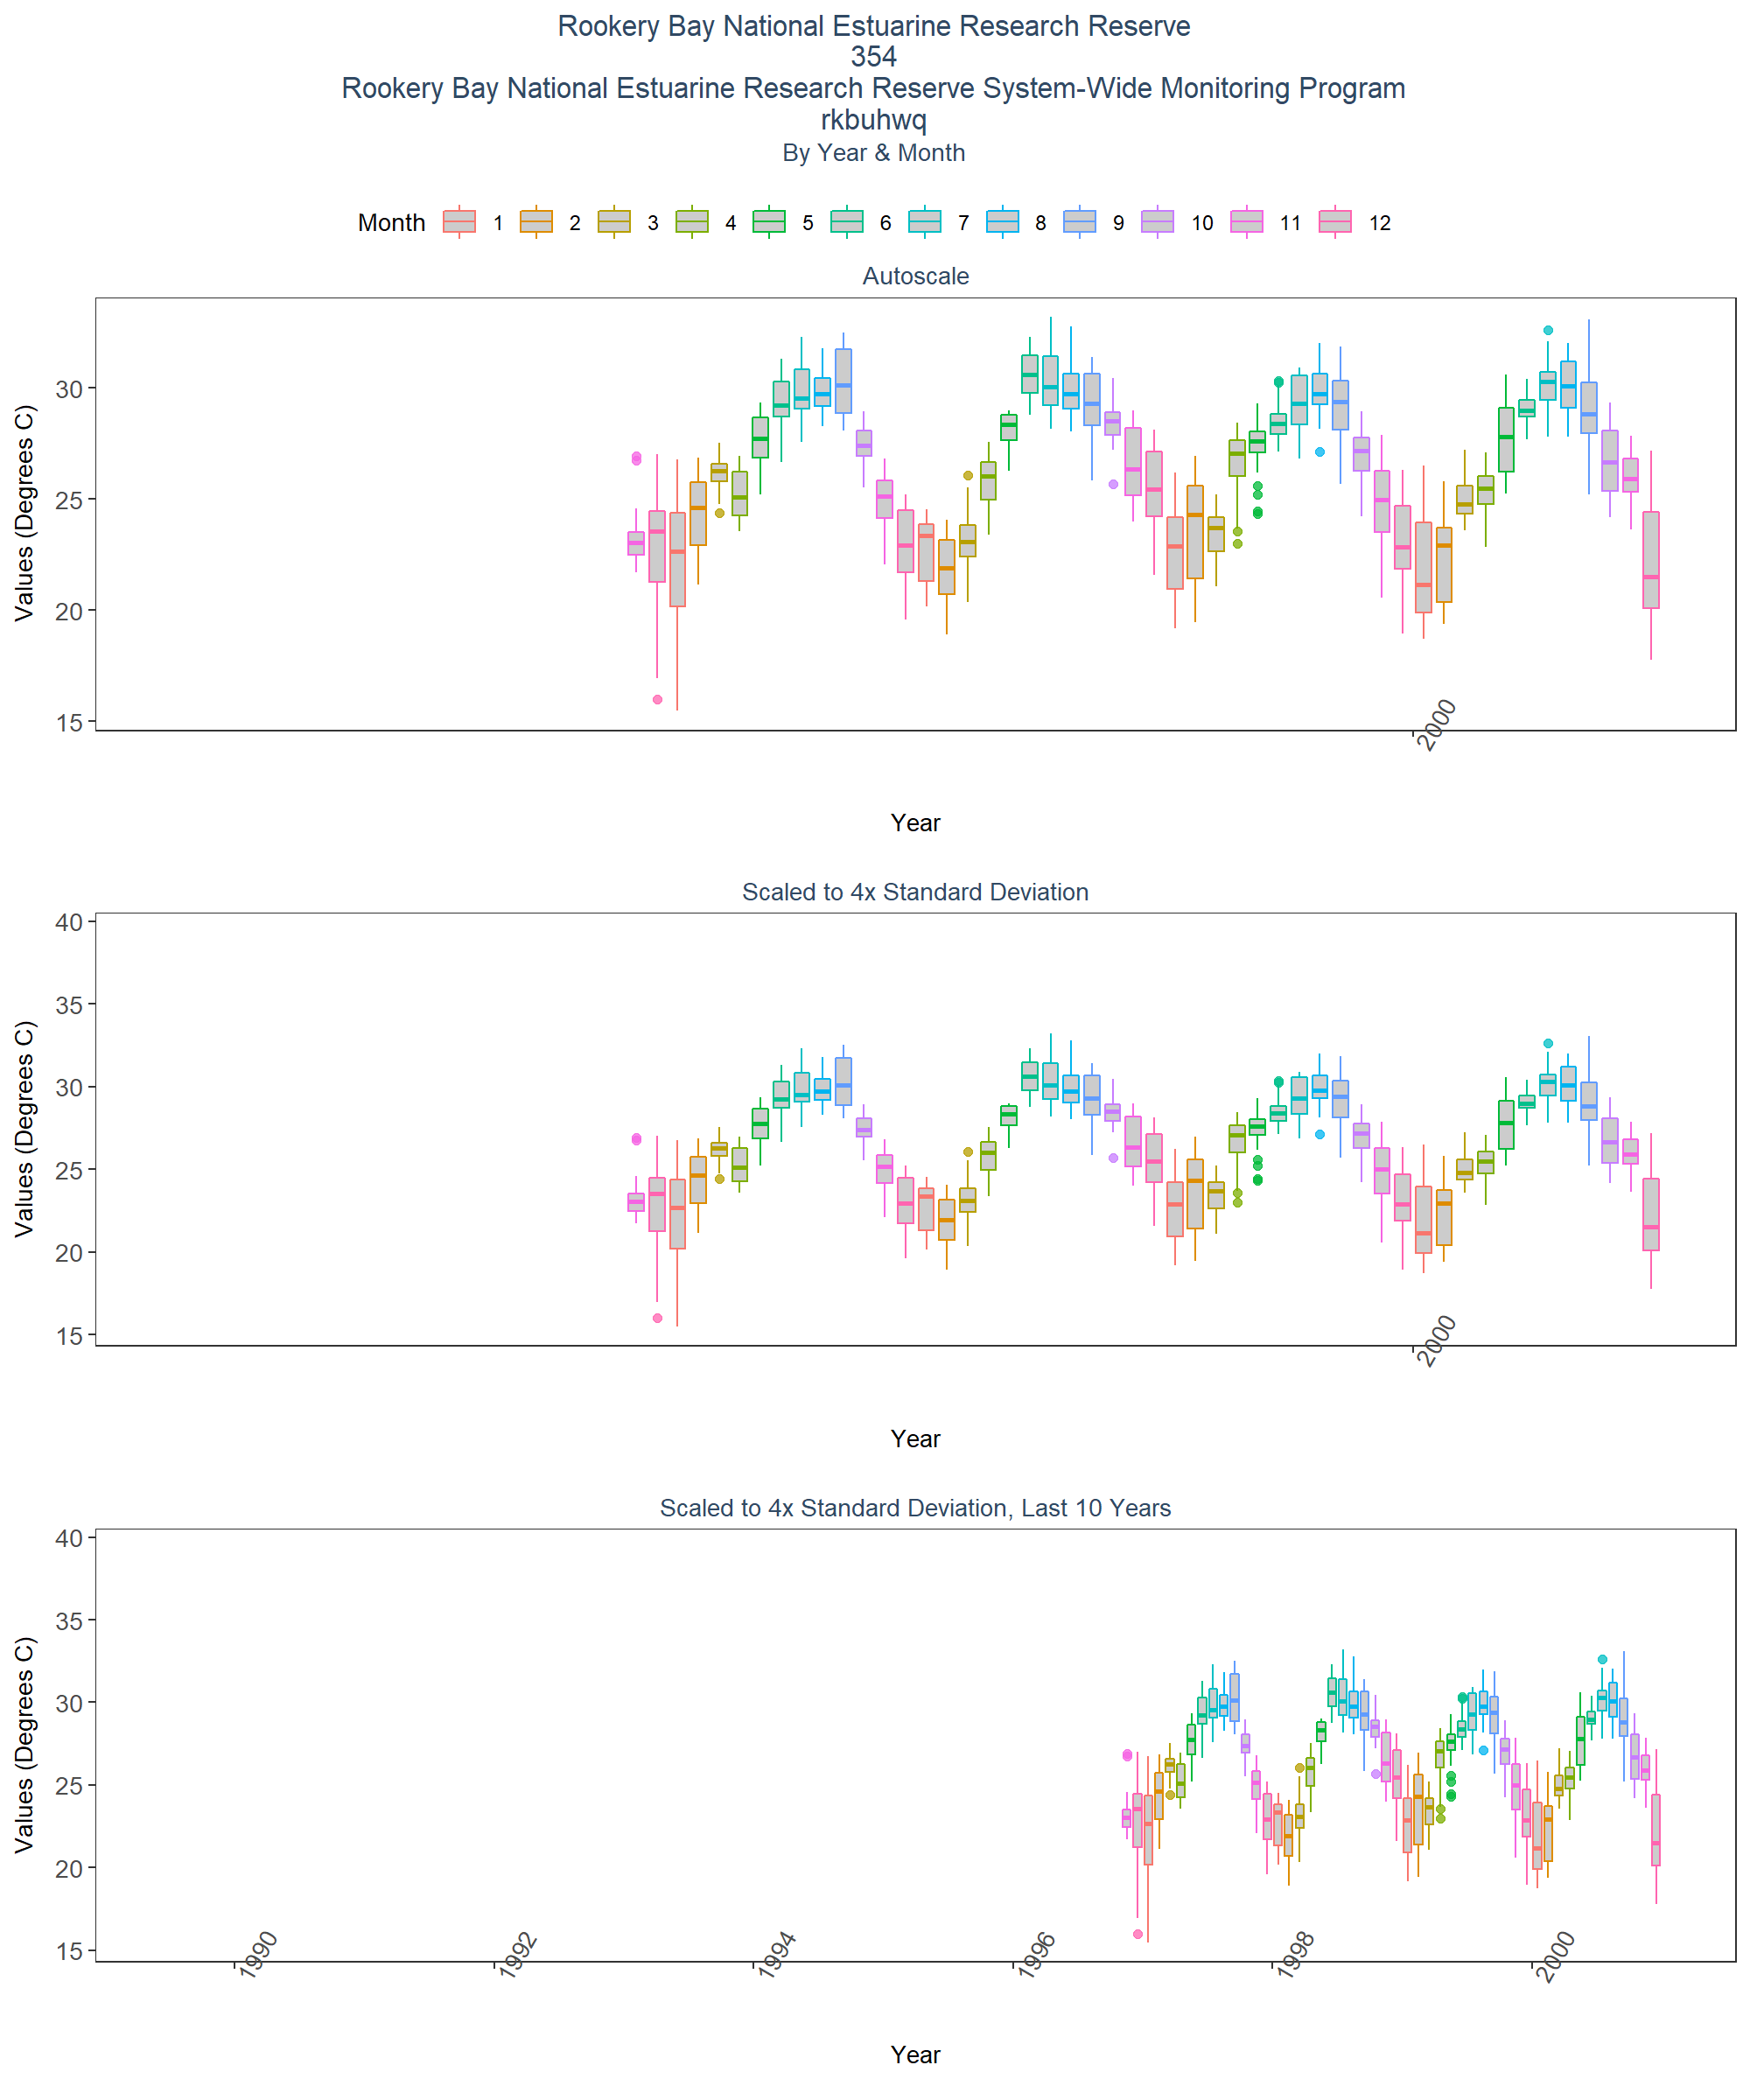 Rookery Bay National Estuarine Research Reserve
354
Rookery Bay National Estuarine Research Reserve System-Wide Monitoring Program
rkbuhwq
By Year & Month
Month 1 2 3 4 5 6 7 8 9 10 11 12
Autoscale
Values (Degrees C)
30
25
20
15
2000
Year
Scaled to 4x Standard Deviation
Values (Degrees C)
40
35
30
25
20
15
2000
Year
Scaled to 4x Standard Deviation, Last 10 Years
Values (Degrees C)
40
35
30
25
20
15
1990 1992 1994 1996 1998 2000
Year